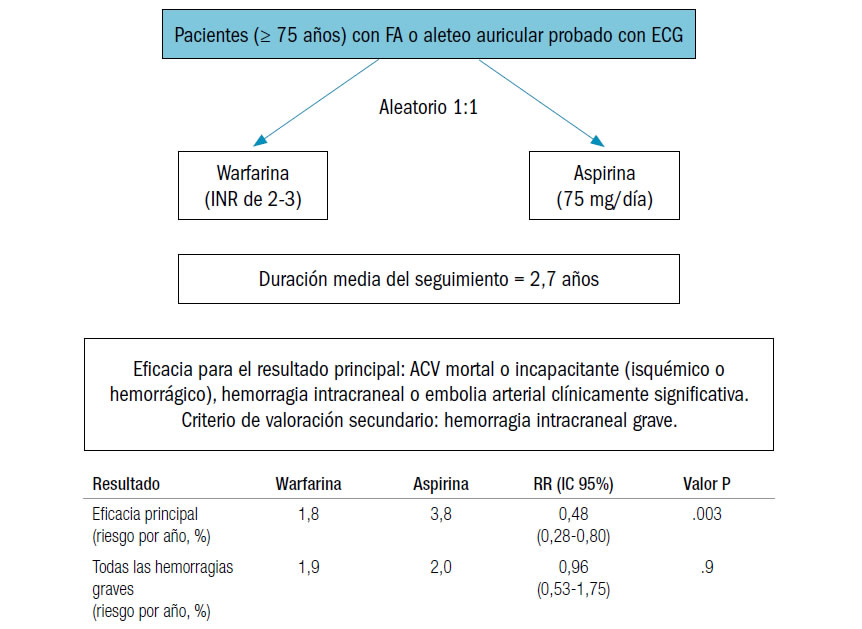 Pacientes (≥ 75 años) con FA o aleteo auricular probado con ECG
Aleatorio 1:1
Warfarina
(INR de 2-3)
Aspirina
(75 mg/día)
Duración media del seguimiento = 2,7 años
Eficacia para el resultado principal: ACV mortal o incapacitante (isquémico o
hemorrágico), hemorragia intracraneal o embolia arterial clínicamente significativa.
Criterio de valoración secundario: hemorragia intracraneal grave.
Resultado Warfarina Aspirina RR (IC 95%) Valor P
Eficacia principal 1,8 3,8 0,48 .003
(riesgo por año, %) (0,28-0,80)
Todas las hemorragias 1,9 2,0 0,96 .9
graves (0,53-1,75)
(riesgo por año, %)